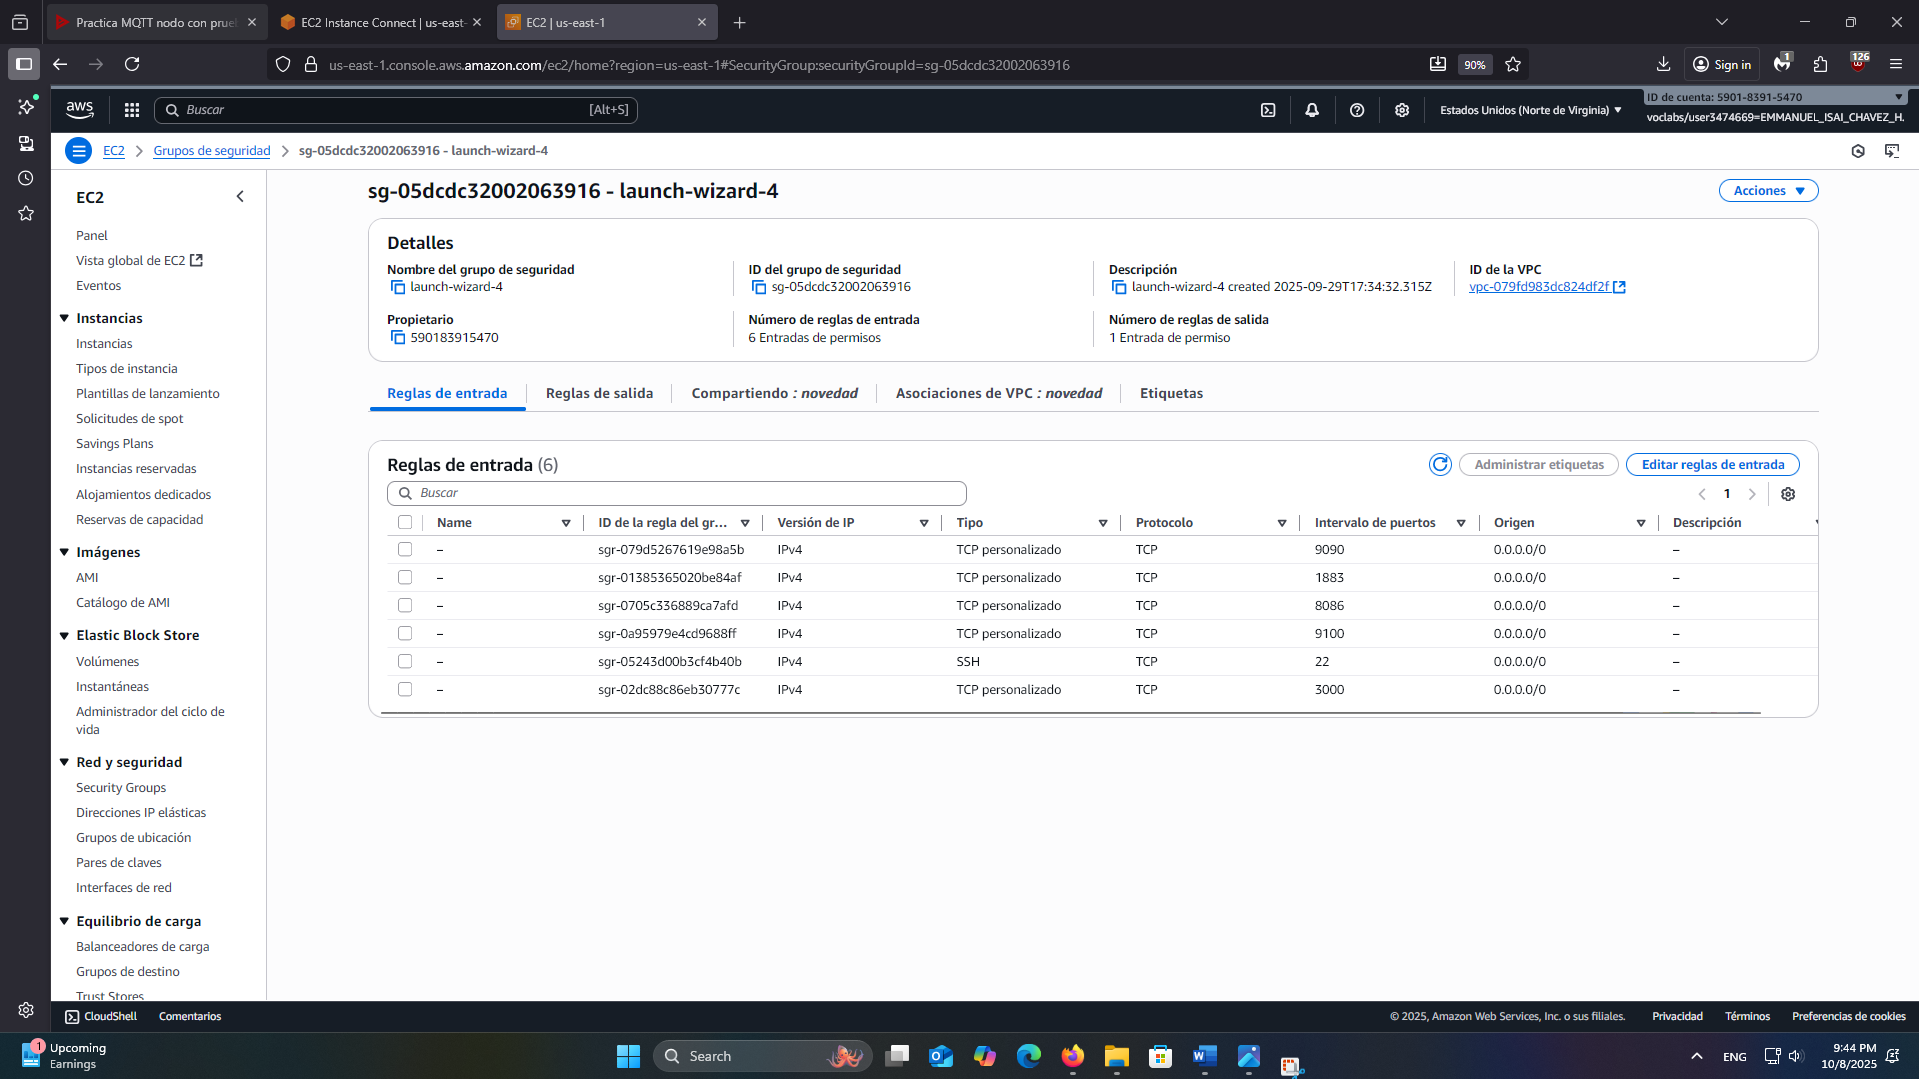 Practica MQTT nodo con prue
EC2 Instance Connect | us-east-
EC2 | us-east-1
us-east-1.console.aws.amazon.com/ec2/home?region=us-east-1#SecurityGroup:securityGroupId=sg-05dcdc32002063916
90%
Sign in
1
126
aws
Buscar
[Alt+S]
Estados Unidos (Norte de Virginia)
ID de cuenta: 5901-8391-5470
voclabs/user3474669=EMMANUEL_ISAI_CHAVEZ_H.
EC2
Grupos de seguridad
sg-05dcdc32002063916 - launch-wizard-4
EC2
Panel
Vista global de EC2
Eventos
Instancias
Instancias
Tipos de instancia
Plantillas de lanzamiento
Solicitudes de spot
Savings Plans
Instancias reservadas
Alojamientos dedicados
Reservas de capacidad
Imágenes
AMI
Catálogo de AMI
Elastic Block Store
Volúmenes
Instantáneas
Administrador del ciclo de
vida
Red y seguridad
Security Groups
Direcciones IP elásticas
Grupos de ubicación
Pares de claves
Interfaces de red
Equilibrio de carga
Balanceadores de carga
Grupos de destino
Trust Stores
sg-05dcdc32002063916 - launch-wizard-4
Acciones
Detalles
Nombre del grupo de seguridad
launch-wizard-4
ID del grupo de seguridad
sg-05dcdc32002063916
Descripción
launch-wizard-4 created 2025-09-29T17:34:32.315Z
ID de la VPC
vpc-079fd983dc824df2f
Propietario
590183915470
Número de reglas de entrada
6 Entradas de permisos
Número de reglas de salida
1 Entrada de permiso
Reglas de entrada
Reglas de salida
Compartiendo : novedad
Asociaciones de VPC : novedad
Etiquetas
Reglas de entrada (6)
Administrar etiquetas
Editar reglas de entrada
Buscar
1
Name ID de la regla del gr... Versión de IP Tipo Protocolo Intervalo de puertos Origen Descripción
– sgr-079d5267619e98a5b IPv4 TCP personalizado TCP 9090 0.0.0.0/0 –
– sgr-01385365020be84af IPv4 TCP personalizado TCP 1883 0.0.0.0/0 –
– sgr-0705c336889ca7afd IPv4 TCP personalizado TCP 8086 0.0.0.0/0 –
– sgr-0a95979e4cd9688ff IPv4 TCP personalizado TCP 9100 0.0.0.0/0 –
– sgr-05243d00b3cf4b40b IPv4 SSH TCP 22 0.0.0.0/0 –
– sgr-02dc88c86eb30777c IPv4 TCP personalizado TCP 3000 0.0.0.0/0 –
CloudShell
Comentarios
© 2025, Amazon Web Services, Inc. o sus filiales.
Privacidad
Términos
Preferencias de cookies
1
Upcoming
Earnings
Search
ENG
9:44 PM
10/8/2025